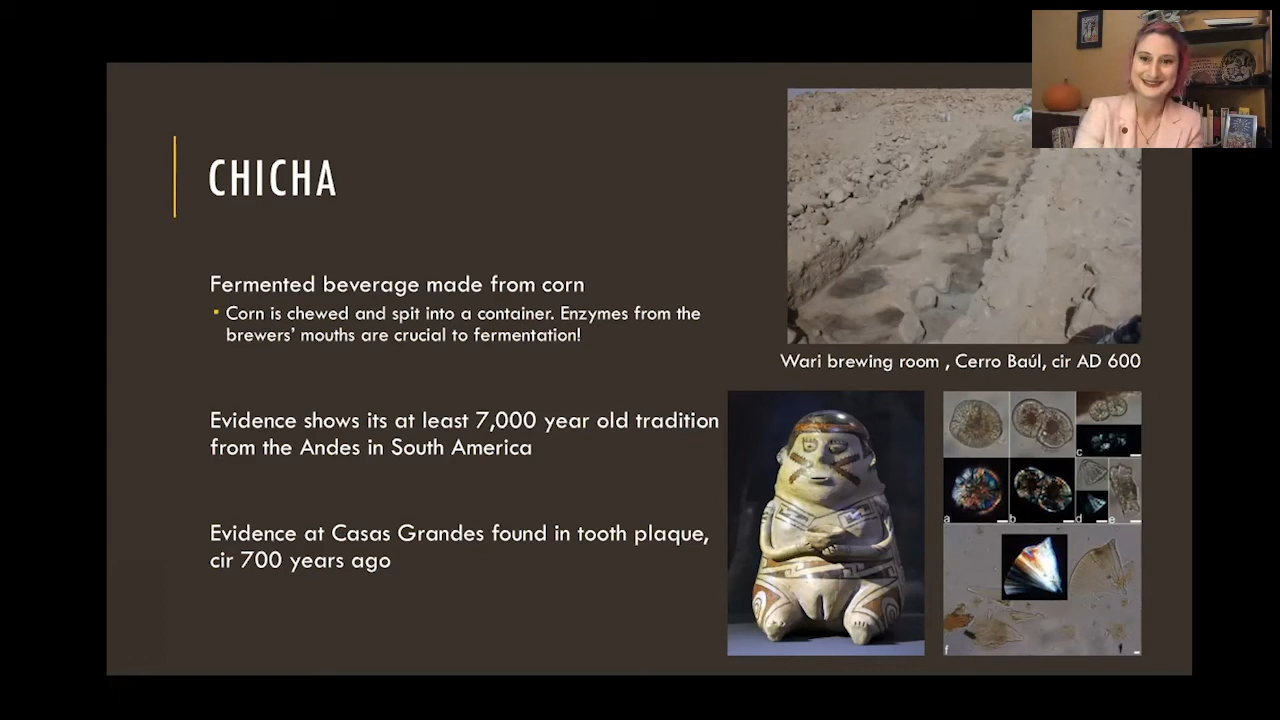 CHICHA
Fermented beverage made from corn
▪ Corn is chewed and spit into a container. Enzymes from the
brewers’ mouths are crucial to fermentation!
Evidence shows its at least 7,000 year old tradition
from the Andes in South America
Evidence at Casas Grandes found in tooth plaque,
cir 700 years ago
Wari brewing room , Cerro Baúl, cir AD 600
c
a b d e
f